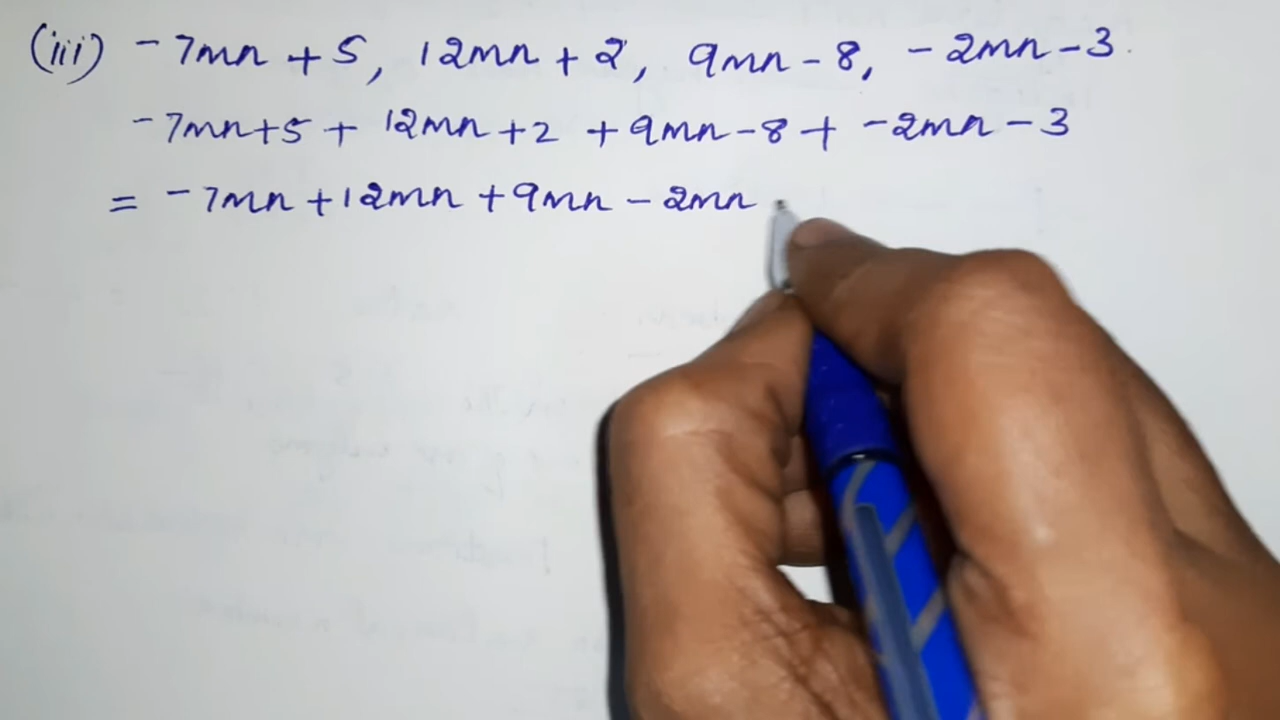 (iii) -7mn + 5, 12mn + 2, 9mn - 8, -2mn - 3.
-7mn+5 + 12mn +2 +9mn -8 + -2mn - 3
= -7mn +12mn +9mn - 2mn